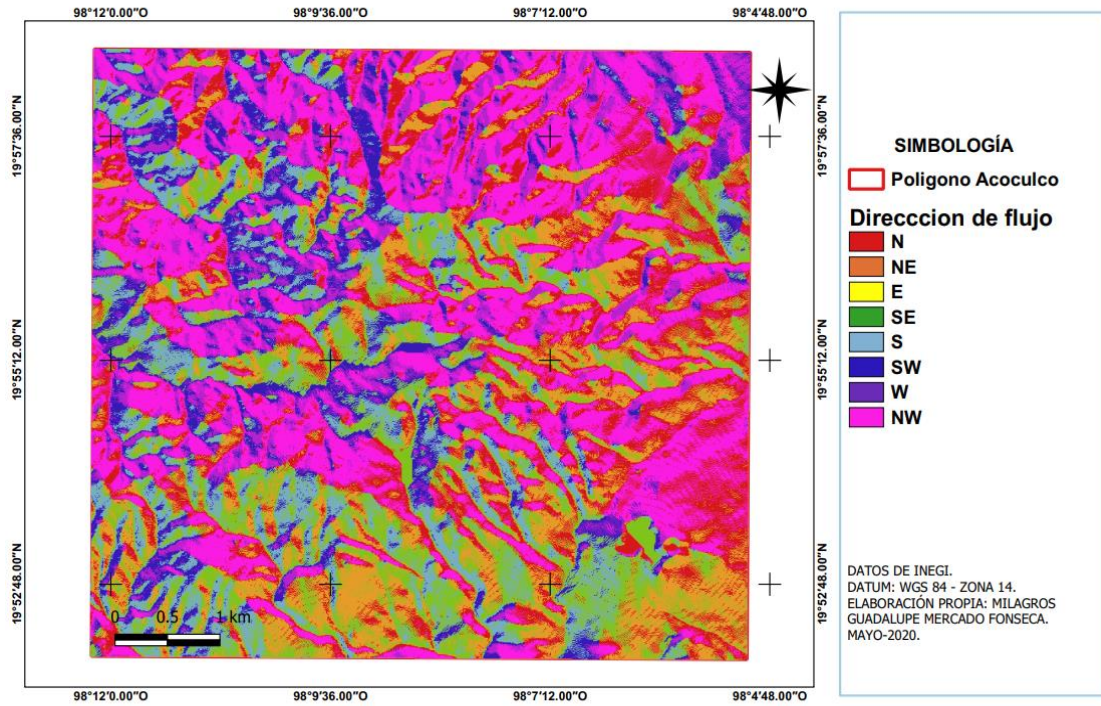 98°12'0.00"O 98°9'36.00"O 98°7'12.00"O 98°4'48.00"O
19°57'36.00"N 19°57'36.00"N
19°55'12.00"N 19°55'12.00"N
19°52'48.00"N 19°52'48.00"N
0 0.5 1 km
98°12'0.00"O 98°9'36.00"O 98°7'12.00"O 98°4'48.00"O
SIMBOLOGÍA
Poligono Acoculco
Direcccion de flujo
N
NE
E
SE
S
SW
W
NW
DATOS DE INEGI.
DATUM: WGS 84 - ZONA 14.
ELABORACIÓN PROPIA: MILAGROS
GUADALUPE MERCADO FONSECA.
MAYO-2020.